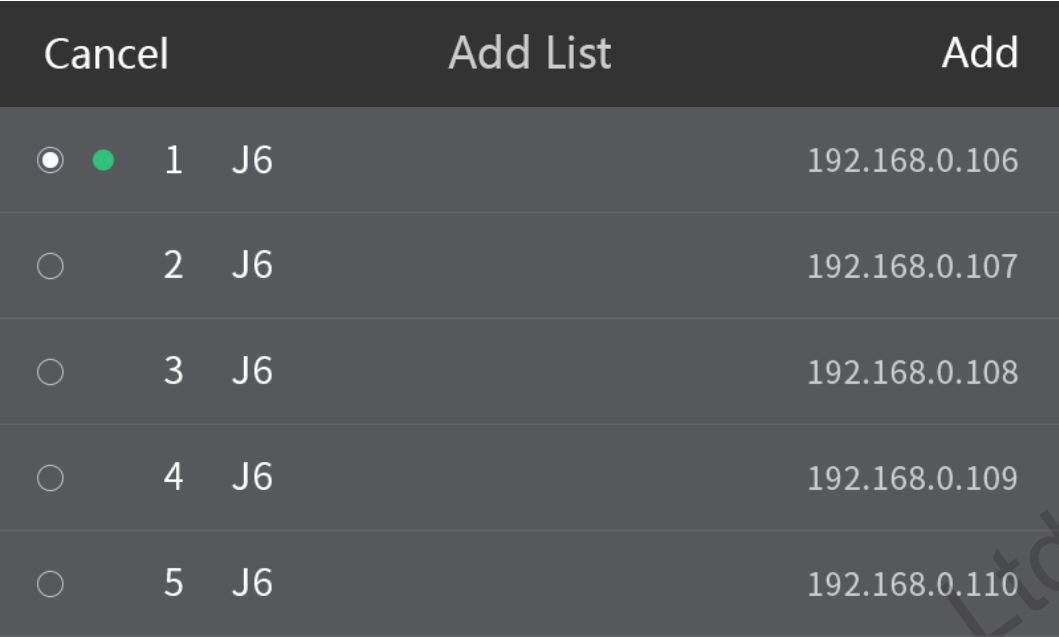 Cancel Add List Add
1 J6 192.168.0.106
2 J6 192.168.0.107
3 J6 192.168.0.108
4 J6 192.168.0.109
5 J6 192.168.0.110
Ltd